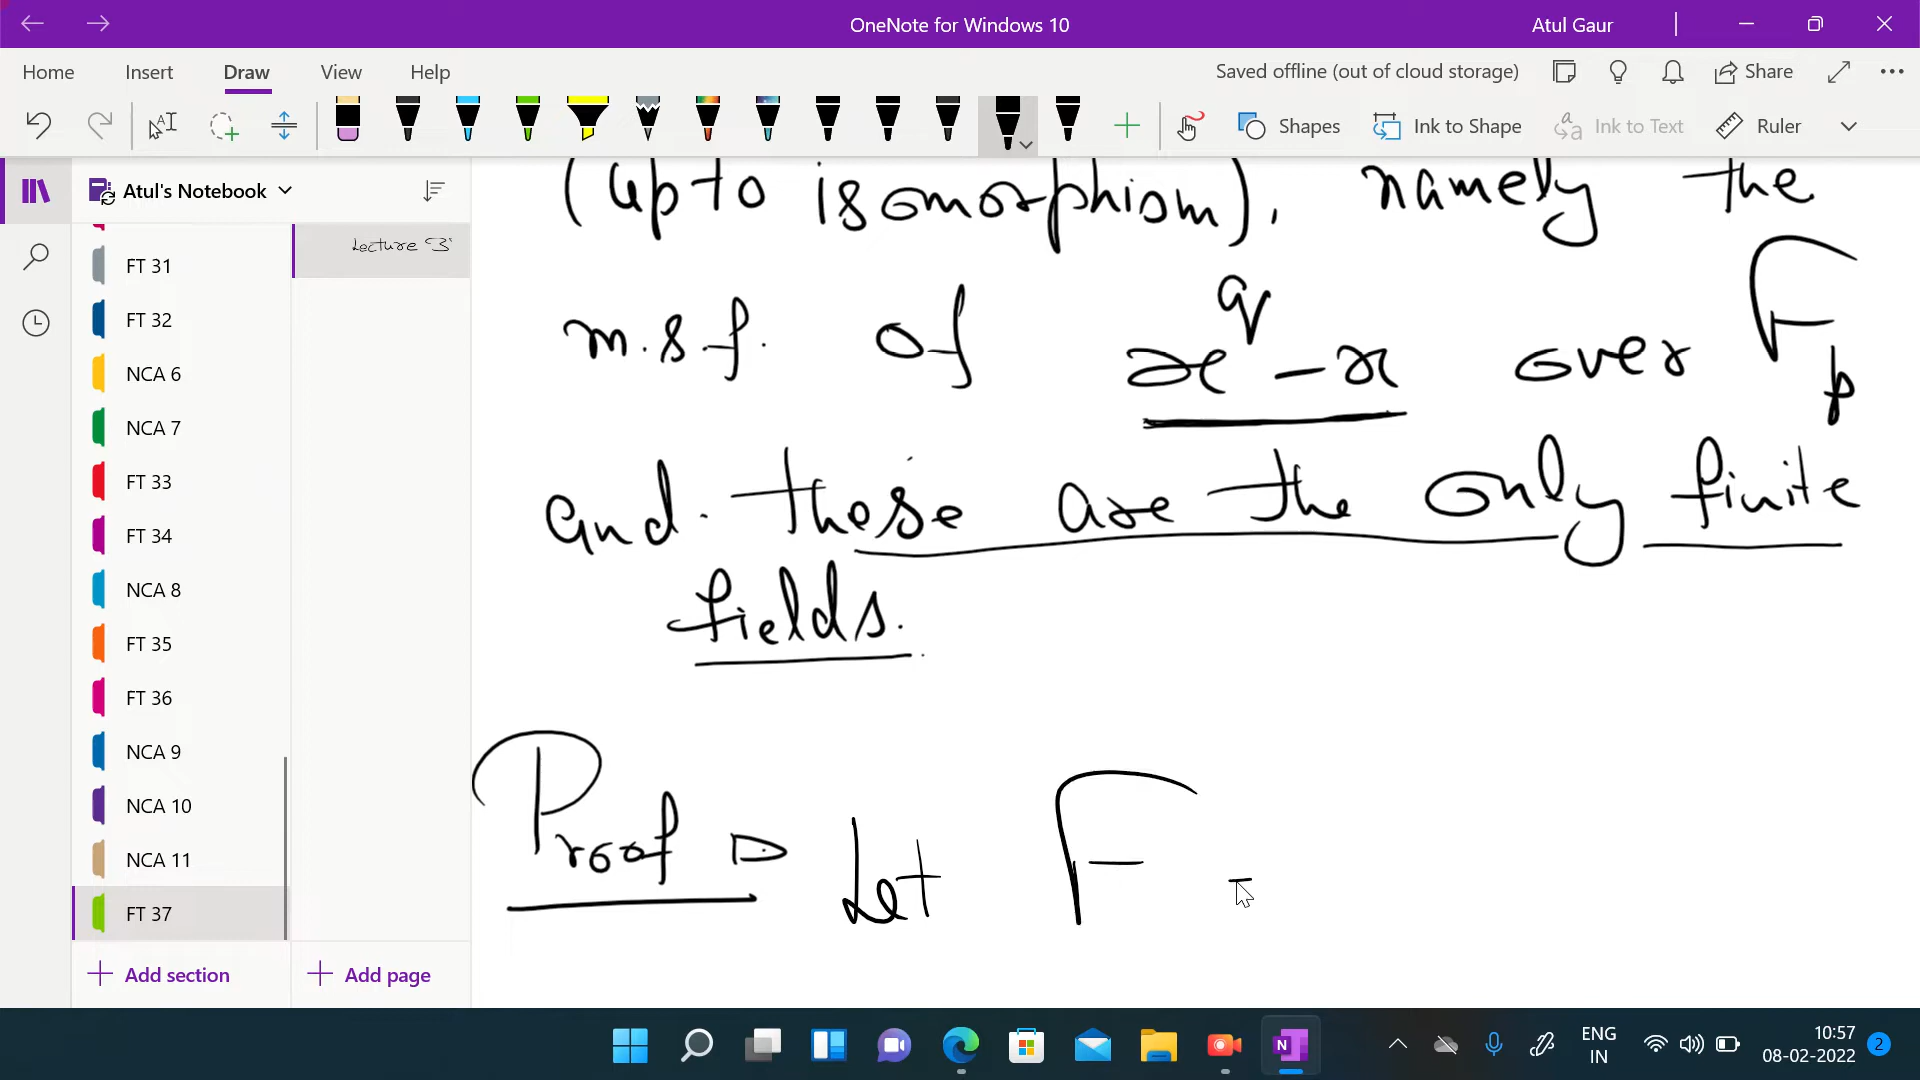 OneNote for Windows 10
Atul Gaur
Home
Insert
Draw
View
Help
Saved offline (out of cloud storage)
Share
Shapes
Ink to Shape
Ink to Text
Ruler
Atul's Notebook
FT 31
FT 32
NCA 6
NCA 7
FT 33
FT 34
NCA 8
FT 35
FT 36
NCA 9
NCA 10
NCA 11
FT 37
Add section
Lecture 3
Add page
(up to isomorphism), namely the
m.s.f. of x^q - x over F_p
and these are the only finite
fields.
Proof Let F =
ENG
IN
10:57
08-02-2022
2